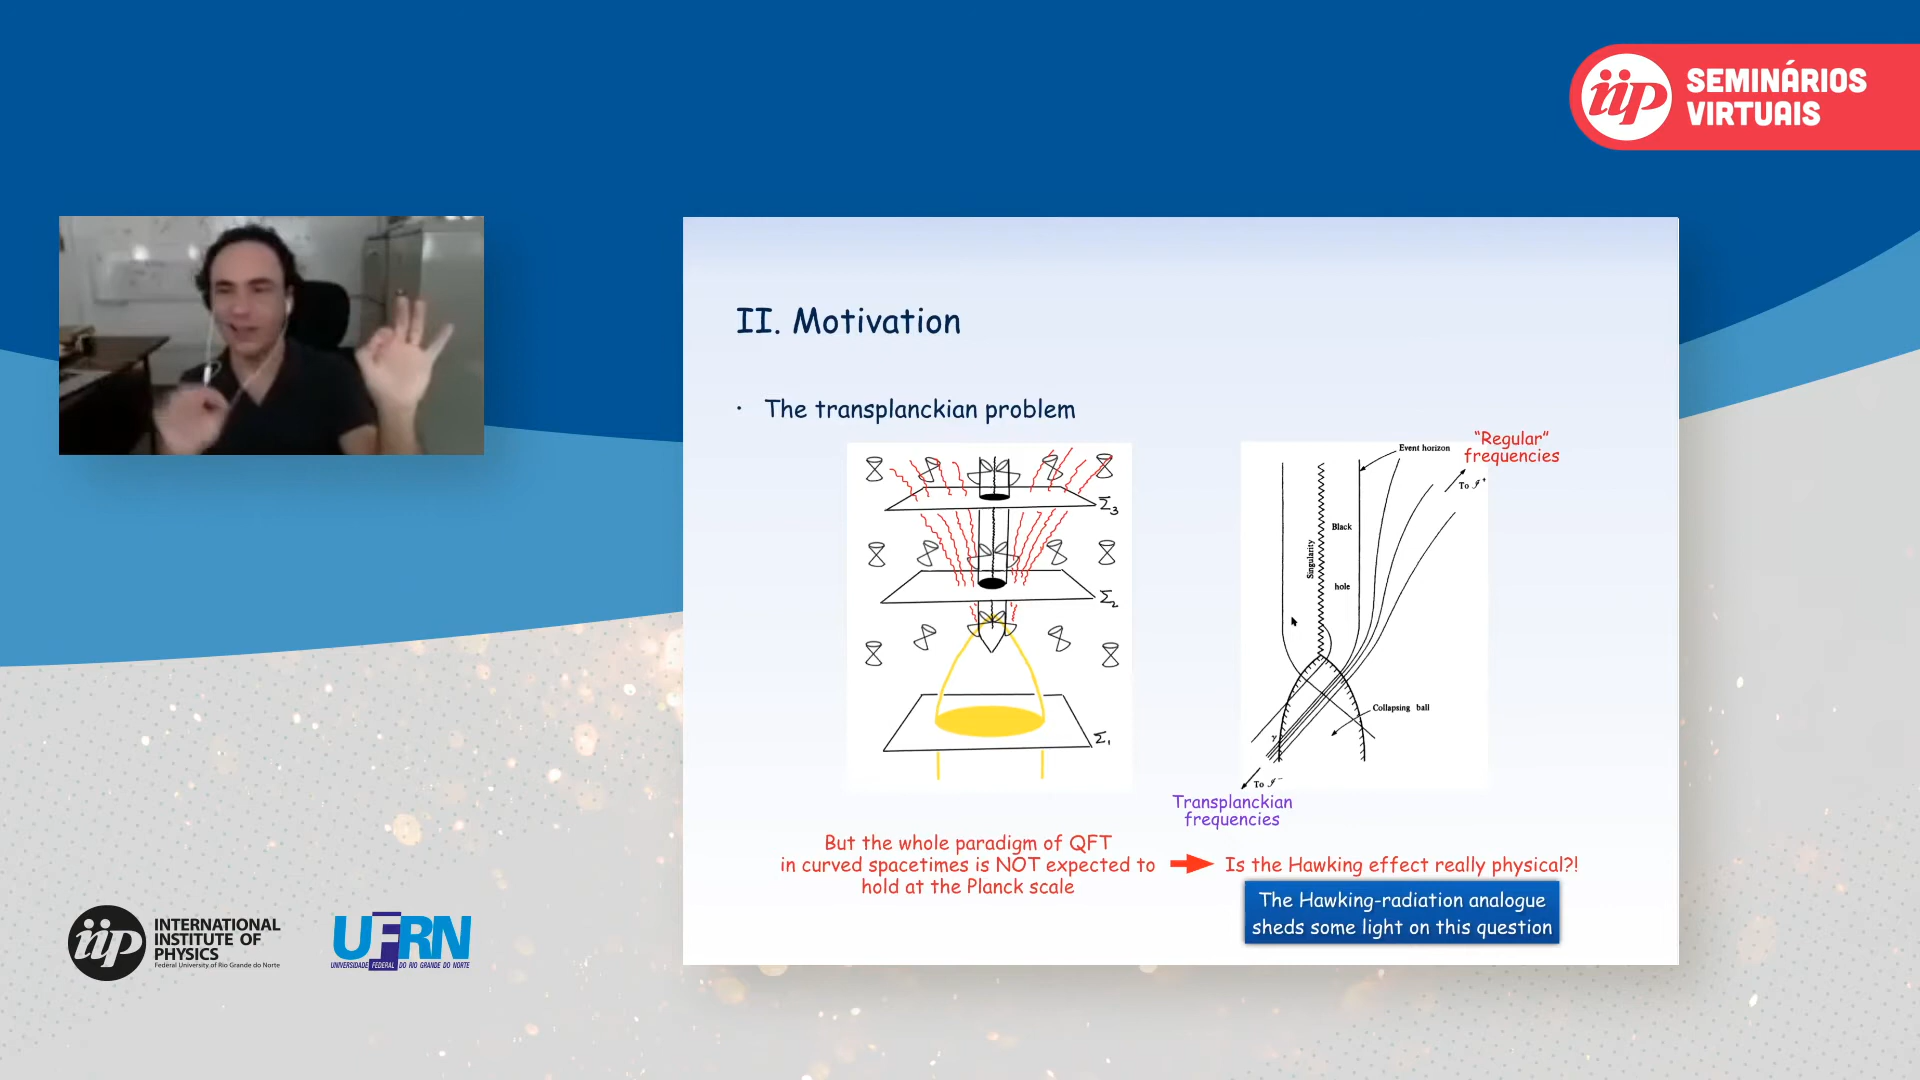 iip
SEMINÁRIOS
VIRTUAIS
II. Motivation
• The transplanckian problem
Σ3
Σ2
Σ1
Event horizon
"Regular"
frequencies
To 𝓘+
Black
hole
Singularity
Collapsing ball
γ
To 𝓘−
Transplanckian
frequencies
But the whole paradigm of QFT
in curved spacetimes is NOT expected to
hold at the Planck scale
Is the Hawking effect really physical?!
The Hawking-radiation analogue
sheds some light on this question
iip
INTERNATIONAL
INSTITUTE OF
PHYSICS
Federal University of Rio Grande do Norte
UFRN
UNIVERSIDADE FEDERAL DO RIO GRANDE DO NORTE